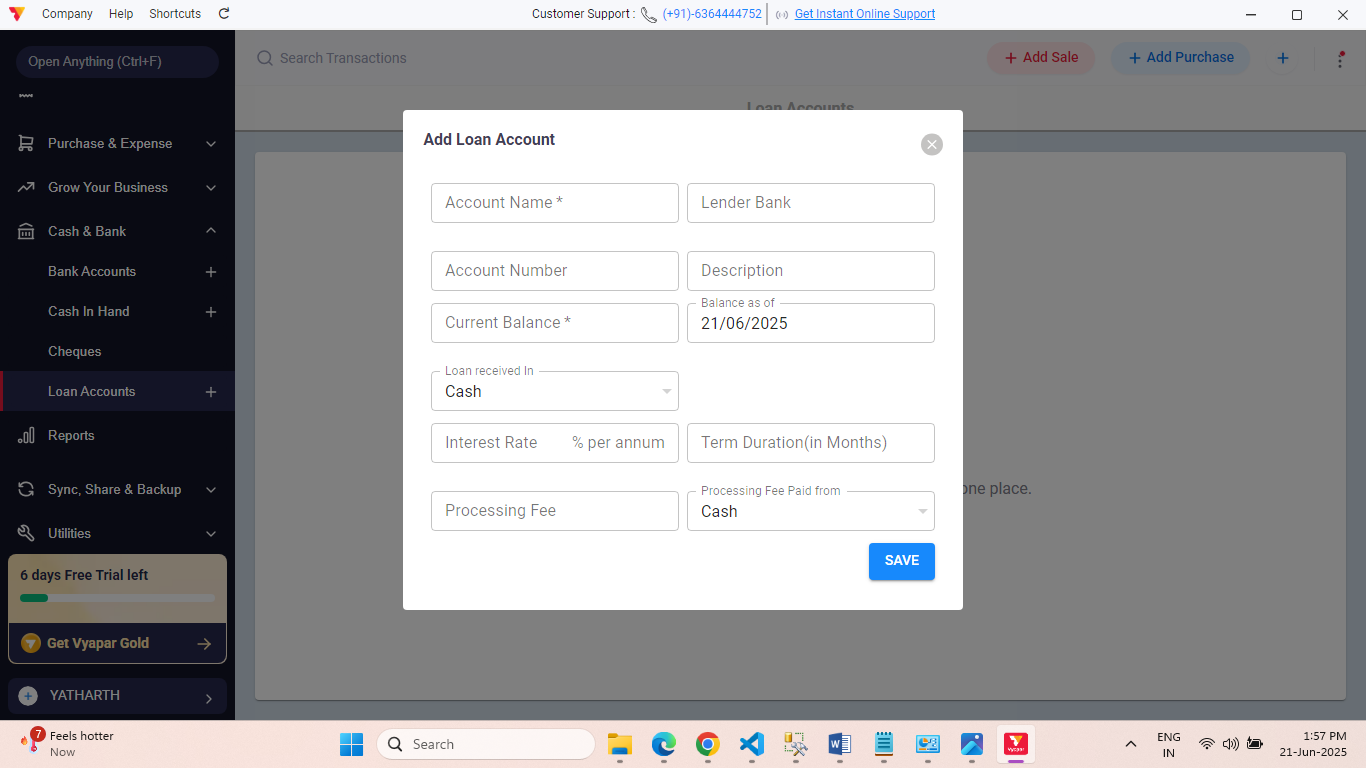 Company Help Shortcuts Customer Support : (+91)-6364444752 Get Instant Online Support
Open Anything (Ctrl+F)
Search Transactions
Add Sale
Add Purchase
Loan Accounts
Purchase & Expense
Grow Your Business
Cash & Bank
Bank Accounts
Cash In Hand
Cheques
Loan Accounts
Reports
Sync, Share & Backup
Utilities
6 days Free Trial left
Get Vyapar Gold
YATHARTH
Add Loan Account
Account Name *
Lender Bank
Account Number
Description
Current Balance *
Balance as of
21/06/2025
Loan received In
Cash
Interest Rate % per annum
Term Duration(in Months)
Processing Fee
Processing Fee Paid from
Cash
SAVE
one place.
7
Feels hotter
Now
Search
Vyapar
ENG
IN
1:57 PM
21-Jun-2025